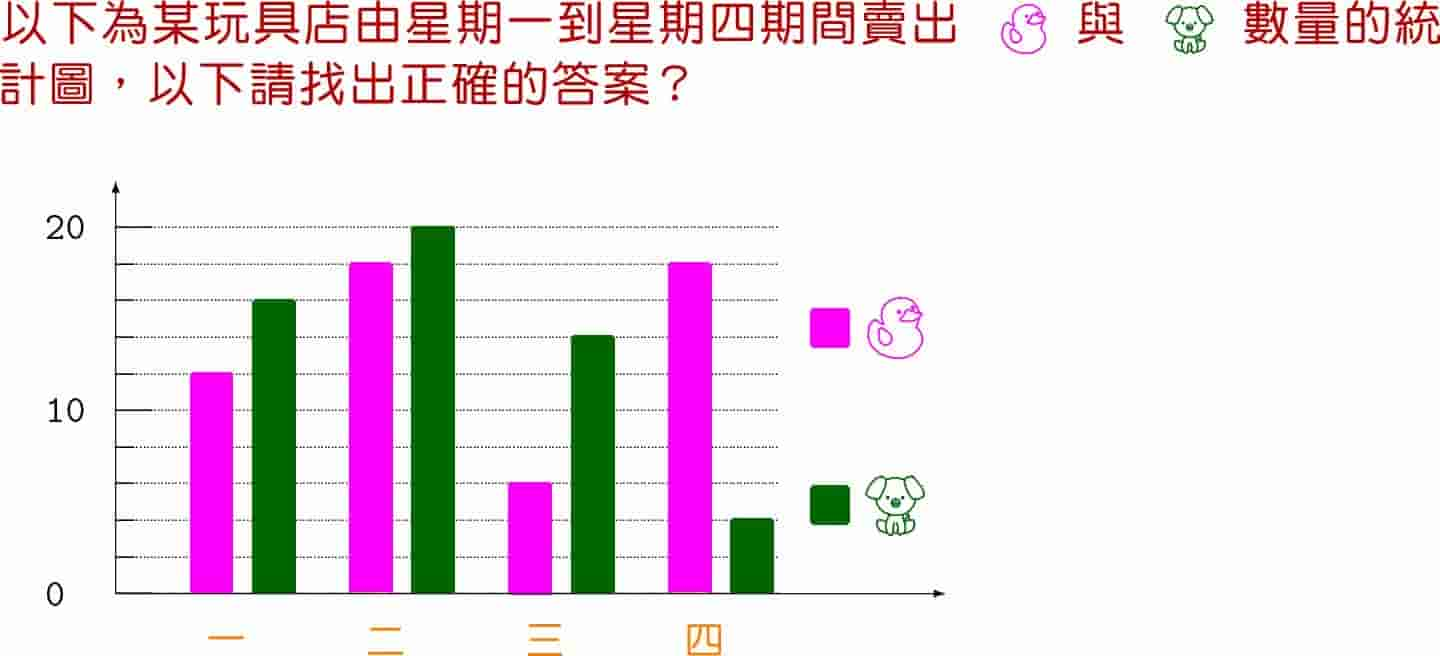 以下為某玩具店由星期一到星期四期間賣出 與 數量的統
計圖，以下請找出正確的答案？
20
10
0
一 二 三 四